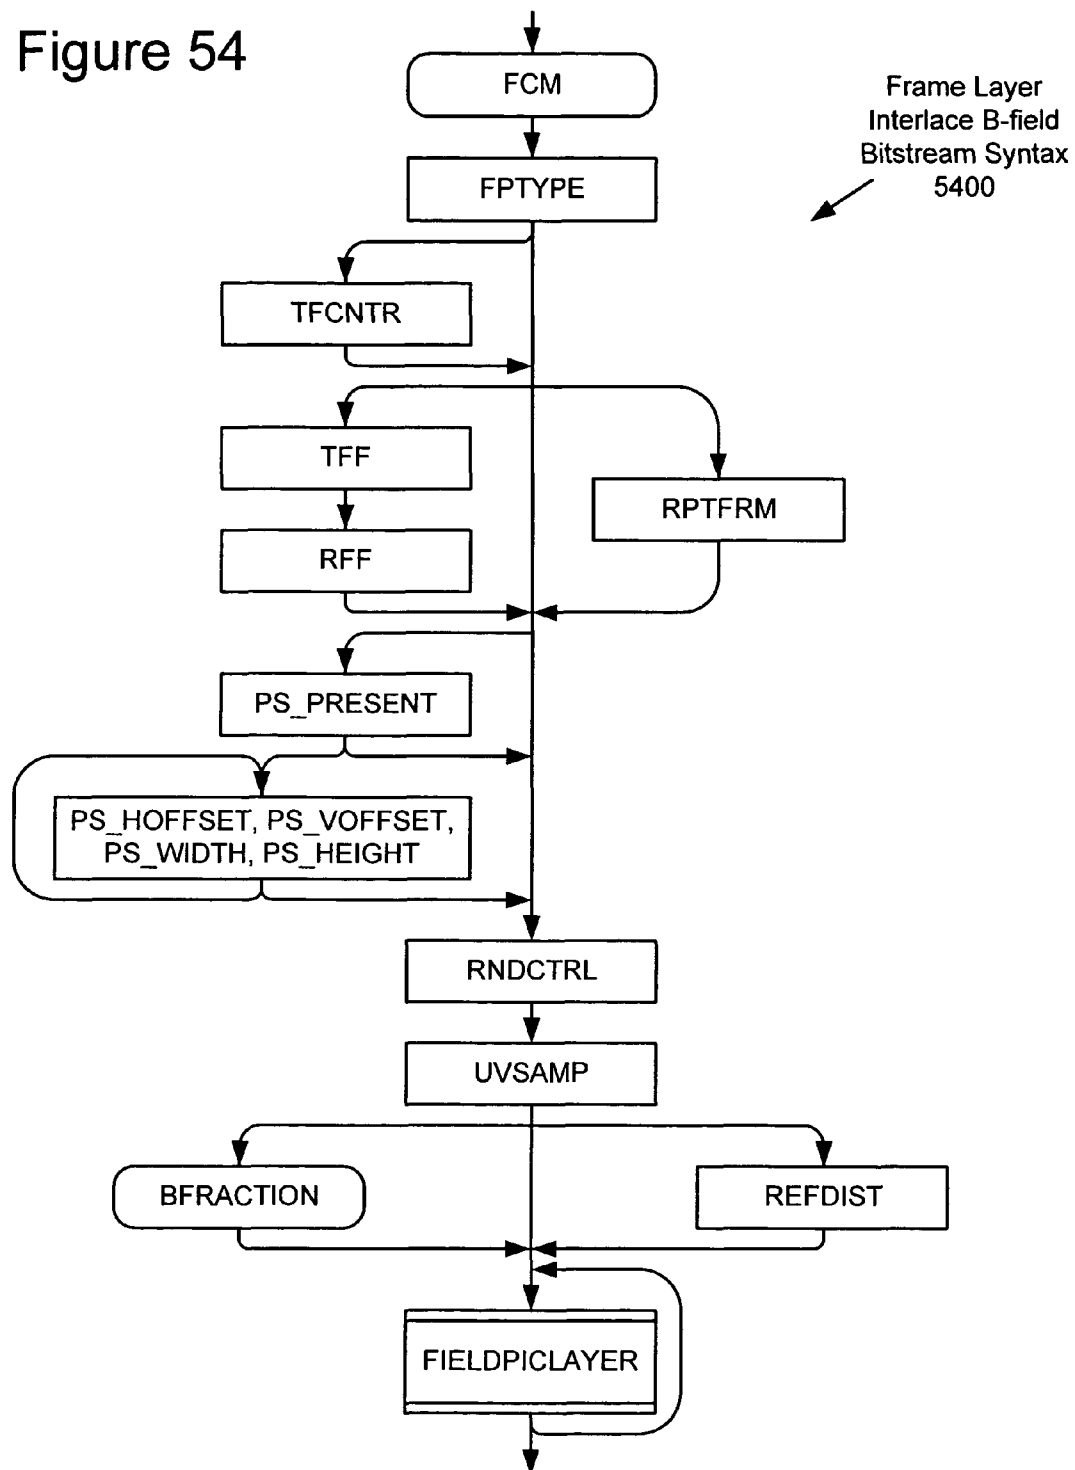 Figure 54
FCM
Frame Layer
Interlace B-field
Bitstream Syntax
5400
FPTYPE
TFCNTR
TFF
RPTFRM
RFF
PS_PRESENT
PS_HOFFSET, PS_VOFFSET,
PS_WIDTH, PS_HEIGHT
RNDCTRL
UVSAMP
BFRACTION
REFDIST
FIELDPICLAYER